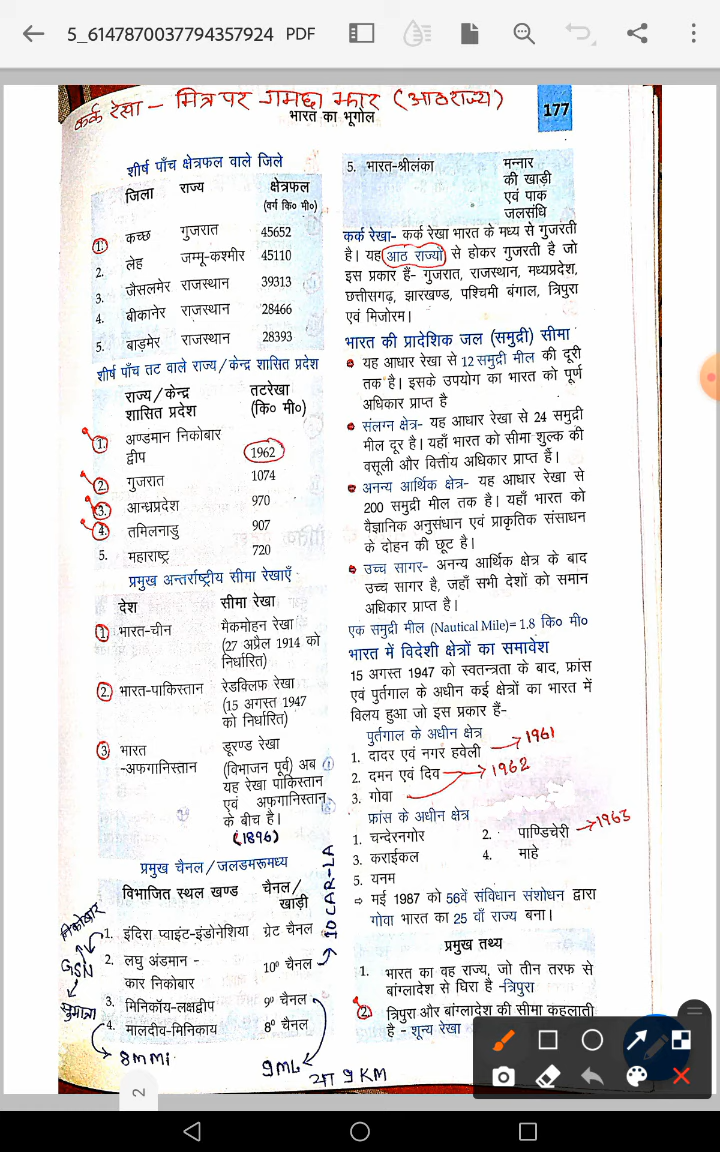 5_6147870037794357924 PDF
कर्क रेखा - मित्र पर गमछा झार (आठ राज्य)
भारत का भूगोल
177
शीर्ष पाँच क्षेत्रफल वाले जिले
जिला राज्य क्षेत्रफल
(वर्ग कि० मी०)
1. कच्छ गुजरात 45652
2. लेह जम्मू-कश्मीर 45110
3. जैसलमेर राजस्थान 39313
4. बीकानेर राजस्थान 28466
5. बाड़मेर राजस्थान 28393
शीर्ष पाँच तट वाले राज्य/केन्द्र शासित प्रदेश
राज्य/केन्द्र तटरेखा
शासित प्रदेश (कि० मी०)
1. अण्डमान निकोबार
द्वीप 1962
2. गुजरात 1074
3. आन्ध्रप्रदेश 970
4. तमिलनाडु 907
5. महाराष्ट्र 720
प्रमुख अन्तर्राष्ट्रीय सीमा रेखाएँ
देश सीमा रेखा
1. भारत-चीन मैकमोहन रेखा
(27 अप्रैल 1914 को
निर्धारित)
2. भारत-पाकिस्तान रेडक्लिफ रेखा
(15 अगस्त 1947
को निर्धारित)
3. भारत डूरण्ड रेखा
-अफगानिस्तान (विभाजन पूर्व) अब
यह रेखा पाकिस्तान
एवं अफगानिस्तान
के बीच है।
(1896)
प्रमुख चैनल/जलडमरूमध्य
विभाजित स्थल खण्ड चैनल/
खाड़ी
1. इंदिरा प्वाइंट-इंडोनेशिया ग्रेट चैनल
2. लघु अंडमान -
कार निकोबार 10⁰ चैनल
3. मिनिकॉय-लक्षद्वीप 9⁰ चैनल
4. मालदीव-मिनिकाय 8⁰ चैनल
निकोबार
GSN
सुमात्रा
8MMi
9ML
या 9 KM
10 CAR-LA
5. भारत-श्रीलंका मन्नार
की खाड़ी
एवं पाक
जलसंधि
कर्क रेखा- कर्क रेखा भारत के मध्य से गुजरती
है। यह आठ राज्यों से होकर गुजरती है जो
इस प्रकार हैं- गुजरात, राजस्थान, मध्यप्रदेश,
छत्तीसगढ़, झारखण्ड, पश्चिमी बंगाल, त्रिपुरा
एवं मिजोरम।
भारत की प्रादेशिक जल (समुद्री) सीमा
यह आधार रेखा से 12 समुद्री मील की दूरी
तक है। इसके उपयोग का भारत को पूर्ण
अधिकार प्राप्त है
संलग्न क्षेत्र- यह आधार रेखा से 24 समुद्री
मील दूर है। यहाँ भारत को सीमा शुल्क की
वसूली और वित्तीय अधिकार प्राप्त हैं।
अनन्य आर्थिक क्षेत्र- यह आधार रेखा से
200 समुद्री मील तक है। यहाँ भारत को
वैज्ञानिक अनुसंधान एवं प्राकृतिक संसाधन
के दोहन की छूट है।
उच्च सागर- अनन्य आर्थिक क्षेत्र के बाद
उच्च सागर है, जहाँ सभी देशों को समान
अधिकार प्राप्त है।
एक समुद्री मील (Nautical Mile)= 1.8 कि० मी०
भारत में विदेशी क्षेत्रों का समावेश
15 अगस्त 1947 को स्वतन्त्रता के बाद, फ्रांस
एवं पुर्तगाल के अधीन कई क्षेत्रों का भारत में
विलय हुआ जो इस प्रकार हैं-
पुर्तगाल के अधीन क्षेत्र
1. दादर एवं नगर हवेली → 1961
2. दमन एवं दिव → 1962
3. गोवा
फ्रांस के अधीन क्षेत्र
1. चन्देरनगोर 2. पाण्डिचेरी → 1963
3. कराईकल 4. माहे
5. यनम
⇨ मई 1987 को 56वें संविधान संशोधन द्वारा
गोवा भारत का 25 वाँ राज्य बना।
प्रमुख तथ्य
1. भारत का वह राज्य, जो तीन तरफ से
बांग्लादेश से घिरा है -त्रिपुरा
2. त्रिपुरा और बांग्लादेश की सीमा कहलाती
है - शून्य रेखा
2